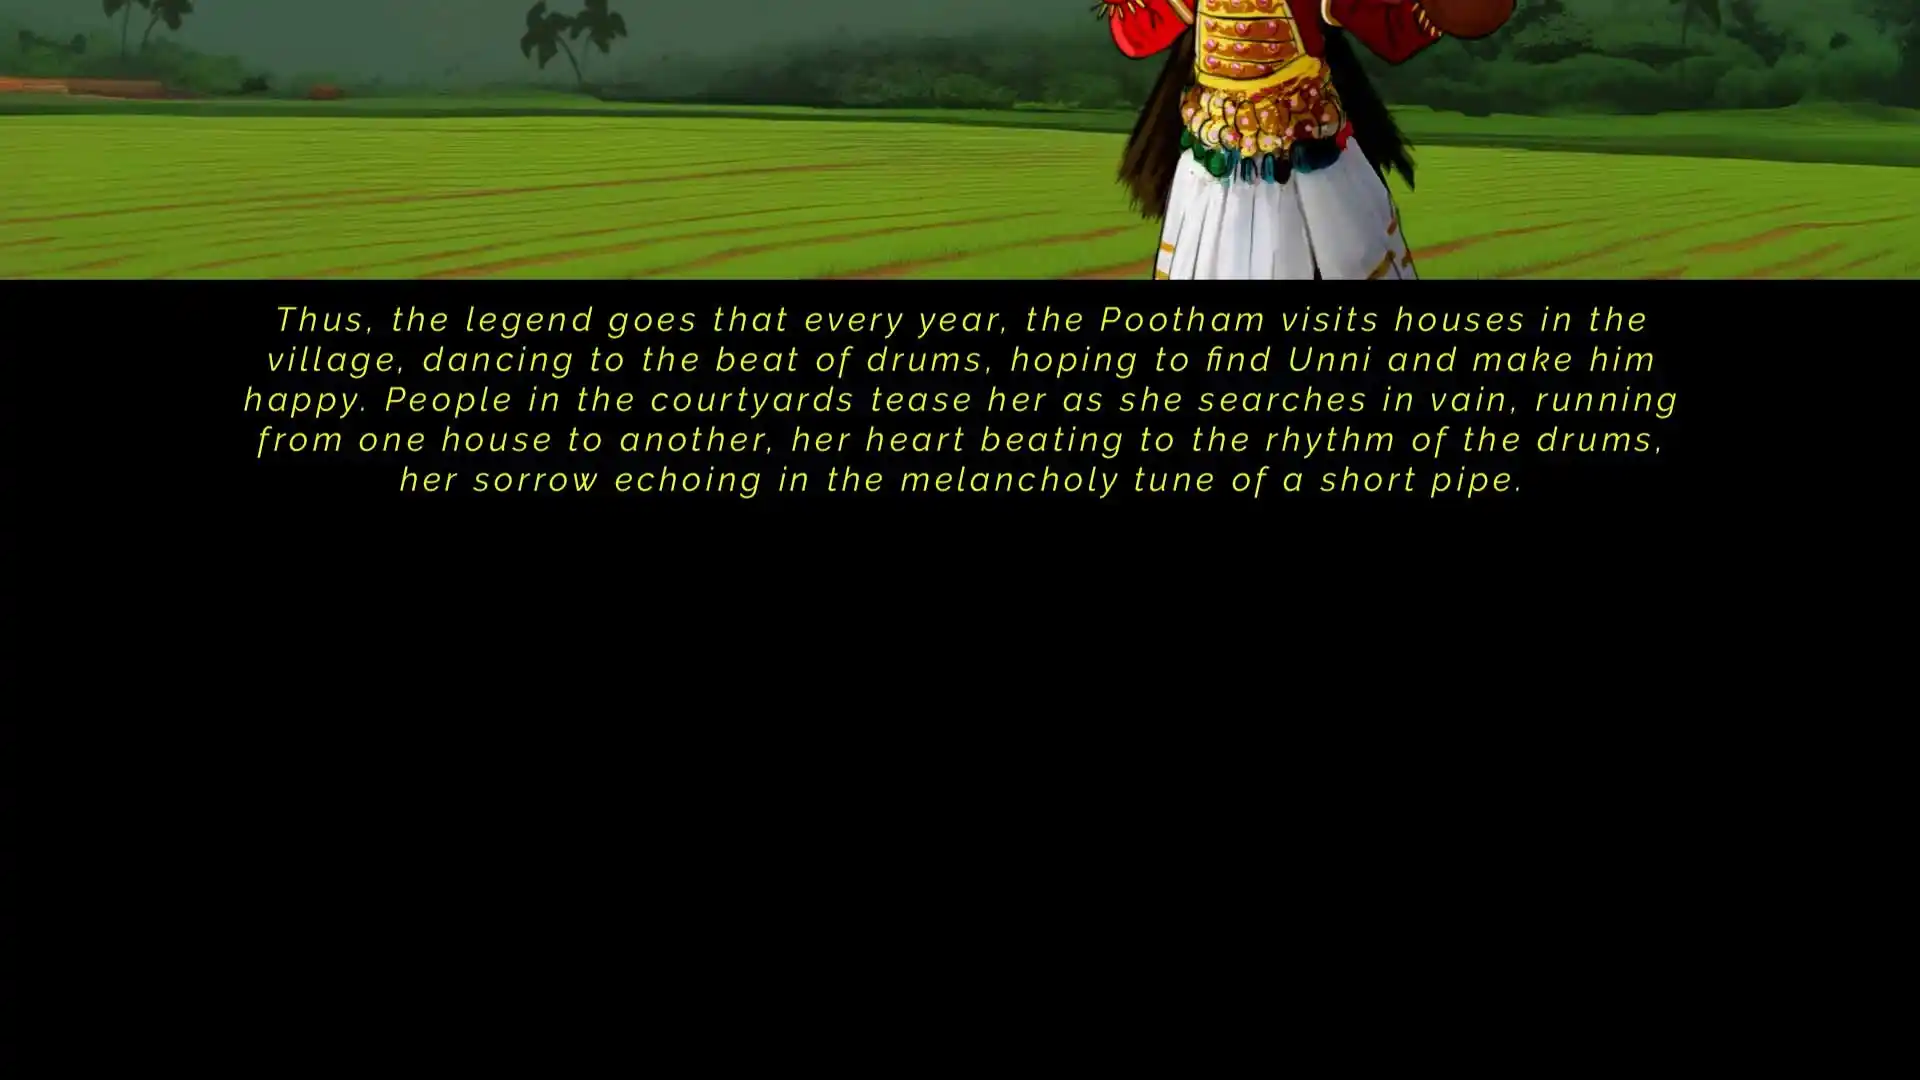 Thus, the legend goes that every year, the Pootham visits houses in the
village, dancing to the beat of drums, hoping to find Unni and make him
happy. People in the courtyards tease her as she searches in vain, running
from one house to another, her heart beating to the rhythm of the drums,
her sorrow echoing in the melancholy tune of a short pipe.